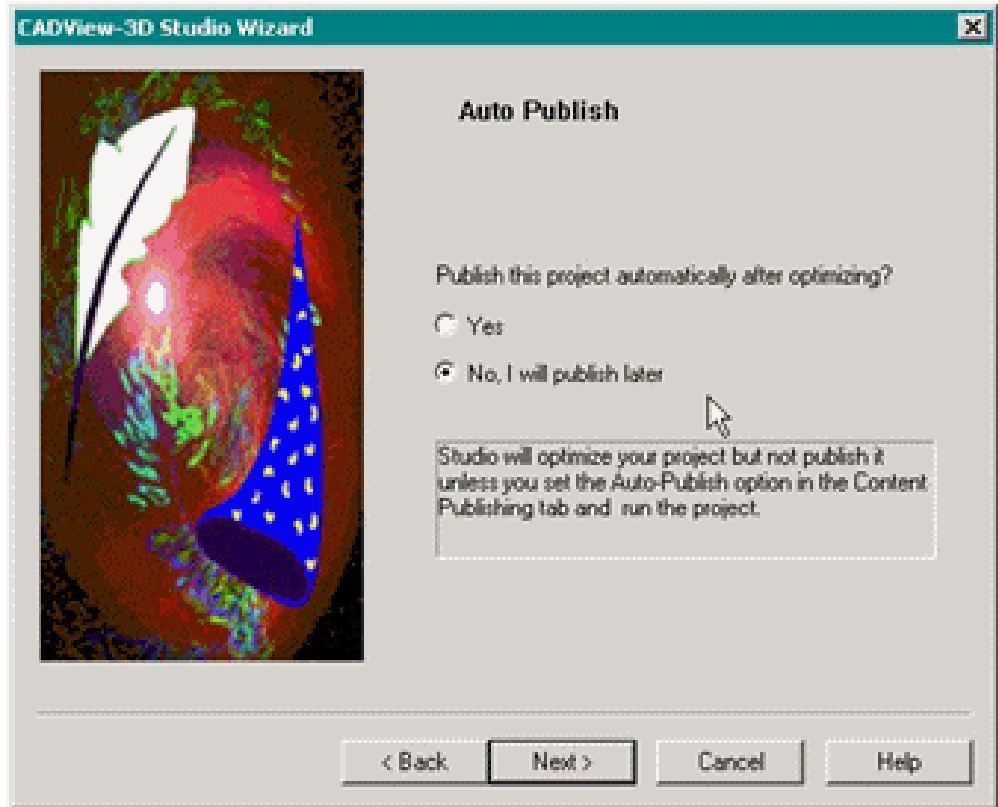 CADView-3D Studio Wizard
Auto Publish
Publish this project automatically after optimizing?
Yes
No, I will publish later
Studio will optimize your project but not publish it
unless you set the Auto-Publish option in the Content
Publishing tab and  run the project.
< Back
Next >
Cancel
Help